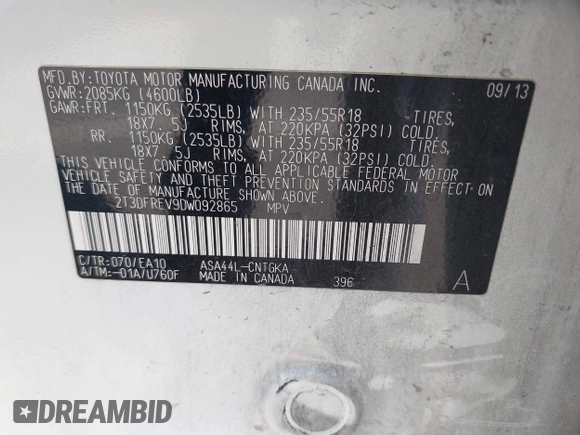 MFD. BY: TOYOTA MOTOR MANUFACTURING CANADA INC. 09/13
GVWR: 2085KG (4600LB)
GAWR: FRT. 1150KG (2535LB) WITH 235/55R18 TIRES,
18X7 5J RIMS, AT 220KPA (32PSI) COLD.
RR. 1150KG (2535LB) WITH 235/55R18 TIRES,
18X7 5J RIMS, AT 220KPA (32PSI) COLD.
THIS VEHICLE CONFORMS TO ALL APPLICABLE FEDERAL MOTOR
VEHICLE SAFETY AND THEFT PREVENTION STANDARDS IN EFFECT ON
THE DATE OF MANUFACTURE SHOWN ABOVE.
2T3DFREV9DW092865 MPV
C/TR: 070/EA10 ASA44L-CNTGKA
A/TM: -01A/U760F MADE IN CANADA 396 A
DREAMBID